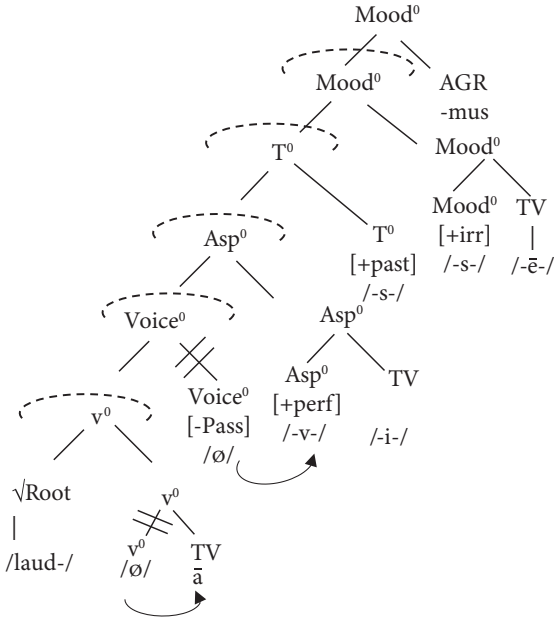 Mood⁰
Mood⁰ AGR
-mus
T⁰ Mood⁰
Asp⁰ T⁰ Mood⁰ TV
[+past] [+irr] |
/-s-/ /-s-/ /-ē-/
Voice⁰ Asp⁰
Voice⁰ Asp⁰ TV
[-Pass] [+perf]
v⁰ /ø/ /-v-/ /-i-/
√Root v⁰
|
/laud-/ v⁰ TV
/ø/ ā